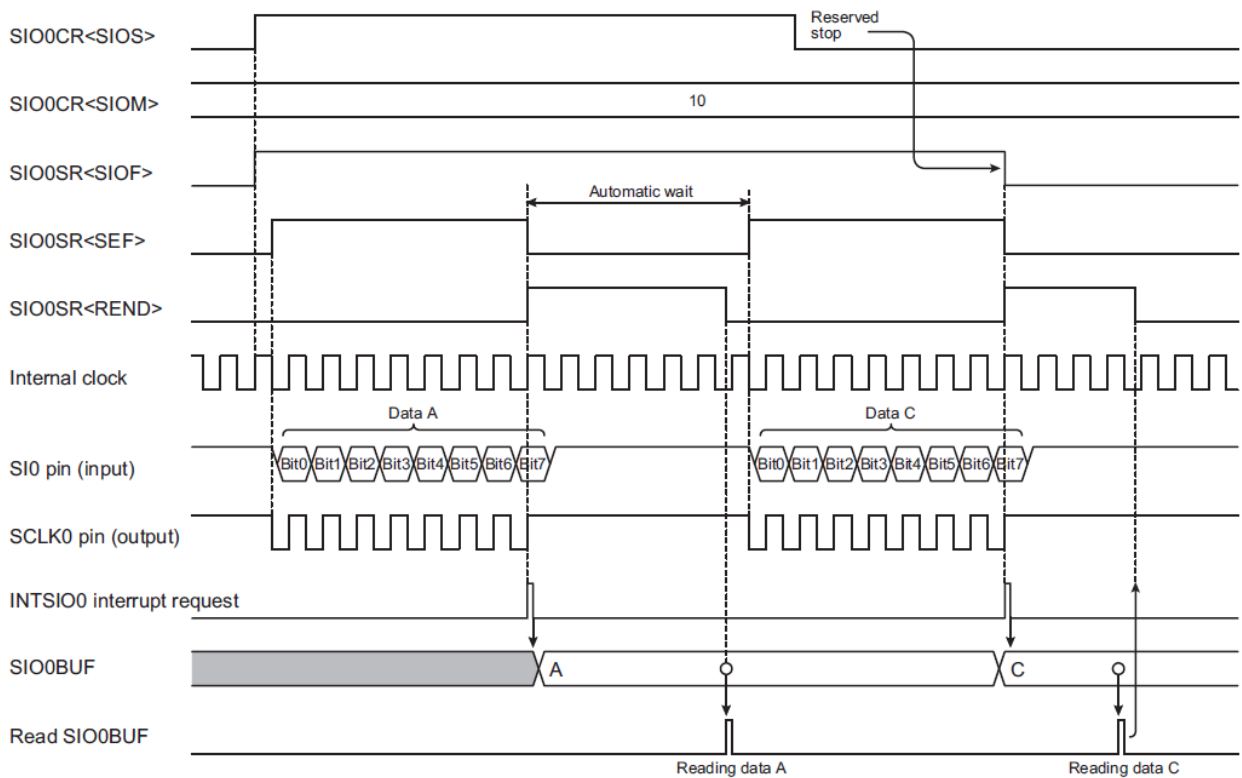 SIO0CR<SIOS>
Reserved
stop
SIO0CR<SIOM>
10
SIO0SR<SIOF>
Automatic wait
SIO0SR<SEF>
SIO0SR<REND>
Internal clock
Data A
Data C
SI0 pin (input)
Bit0 Bit1 Bit2 Bit3 Bit4 Bit5 Bit6 Bit7
Bit0 Bit1 Bit2 Bit3 Bit4 Bit5 Bit6 Bit7
SCLK0 pin (output)
INTSIO0 interrupt request
SIO0BUF
A
C
Read SIO0BUF
Reading data A
Reading data C